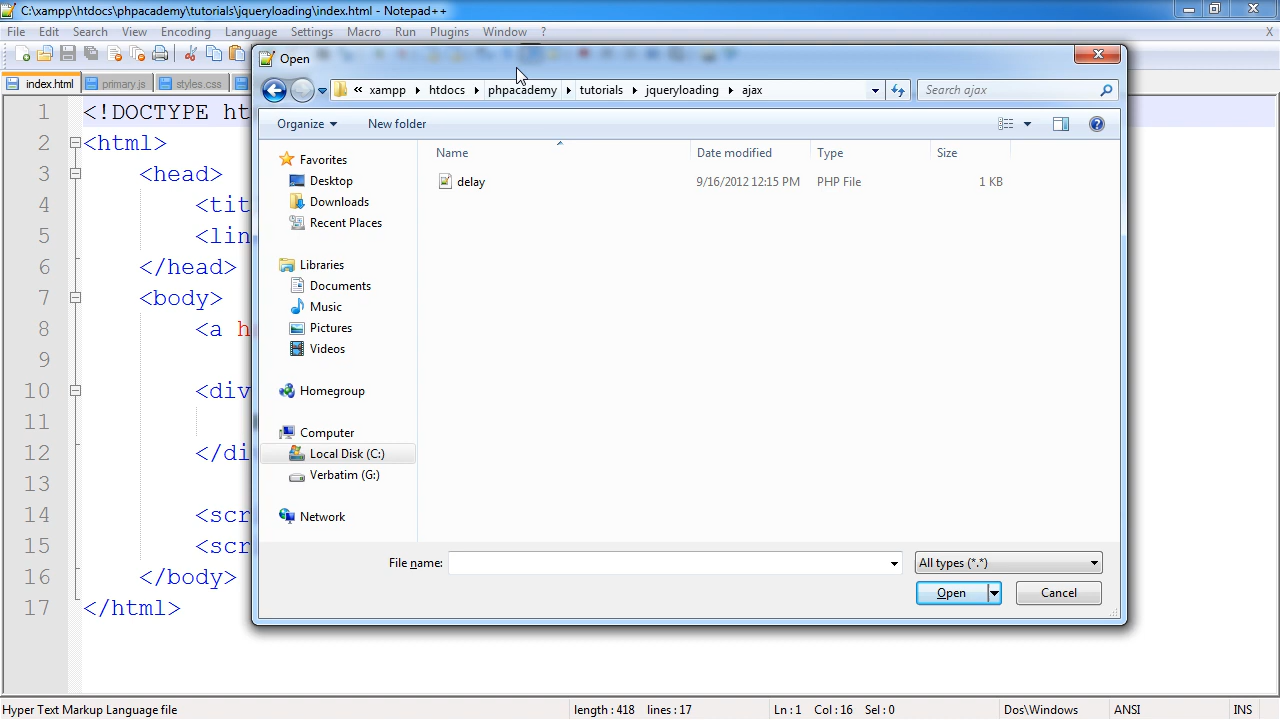 C:\xampp\htdocs\phpacademy\tutorials\jqueryloading\index.html - Notepad++
File Edit Search View Encoding Language Settings Macro Run Plugins Window ? X
index.html primary.js styles.css
Open
« xampp htdocs phpacademy tutorials jqueryloading ajax
Search ajax
Organize New folder
Name Date modified Type Size
delay 9/16/2012 12:15 PM PHP File 1 KB
Favorites
Desktop
Downloads
Recent Places
Libraries
Documents
Music
Pictures
Videos
Homegroup
Computer
Local Disk (C:)
Verbatim (G:)
Network
File name:
All types (*.*)
Open Cancel
1 <!DOCTYPE ht
2 <html>
3 <head>
4 <tit
5 <lin
6 </head>
7 <body>
8 <a h
9
10 <div
11
12 </di
13
14 <scr
15 <scr
16 </body>
17 </html>
Hyper Text Markup Language file length : 418 lines : 17 Ln : 1 Col : 16 Sel : 0 Dos\Windows ANSI INS